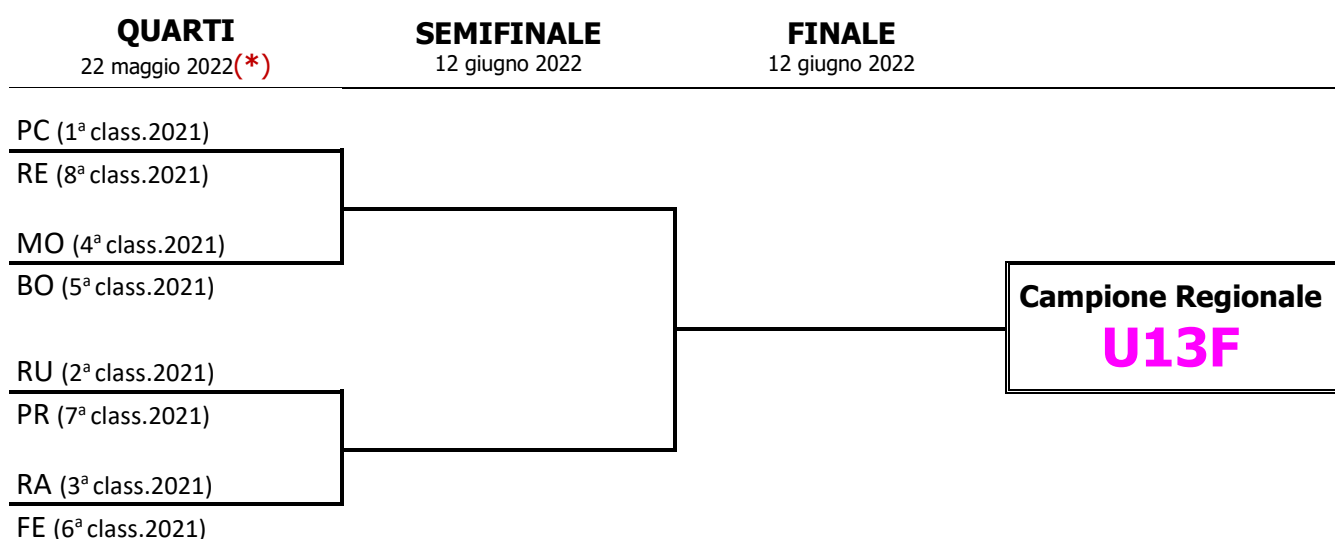 QUARTI
22 maggio 2022(*)
SEMIFINALE
12 giugno 2022
FINALE
12 giugno 2022
PC (1ª class.2021)
RE (8ª class.2021)
MO (4ª class.2021)
BO (5ª class.2021)
RU (2ª class.2021)
PR (7ª class.2021)
RA (3ª class.2021)
FE (6ª class.2021)
Campione Regionale
U13F